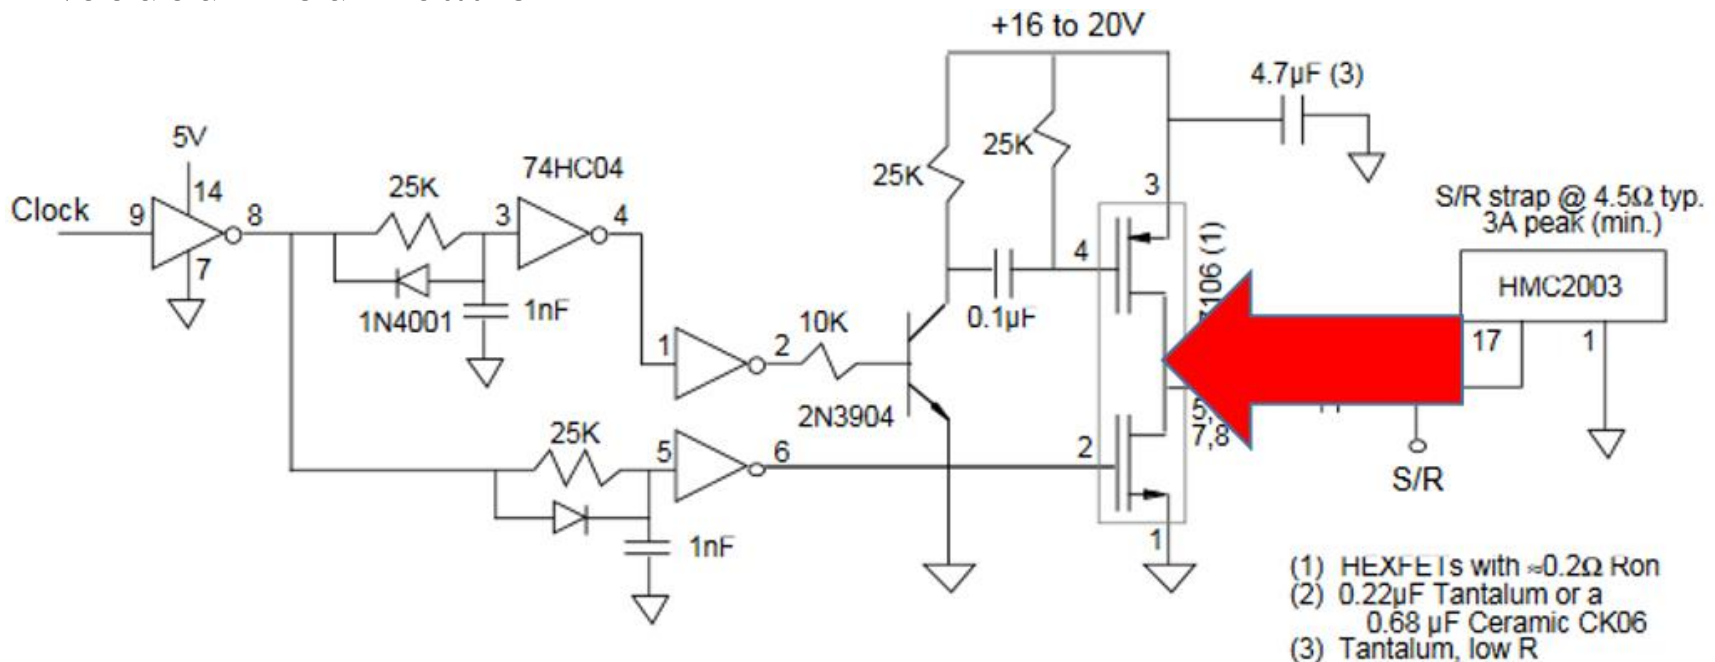 +16 to 20V
4.7µF (3)
5V
14
25K
74HC04
25K
25K
3
S/R strap @ 4.5Ω typ.
3A peak (min.)
Clock
9
8
3
4
7
4
106 (1)
HMC2003
1N4001
1nF
10K
0.1µF
1
2
17
1
2N3904
5,
7,8
25K
5
6
2
S/R
1nF
1
(1) HEXFETs with ≈0.2Ω Ron
(2) 0.22µF Tantalum or a
0.68 µF Ceramic CK06
(3) Tantalum, low R